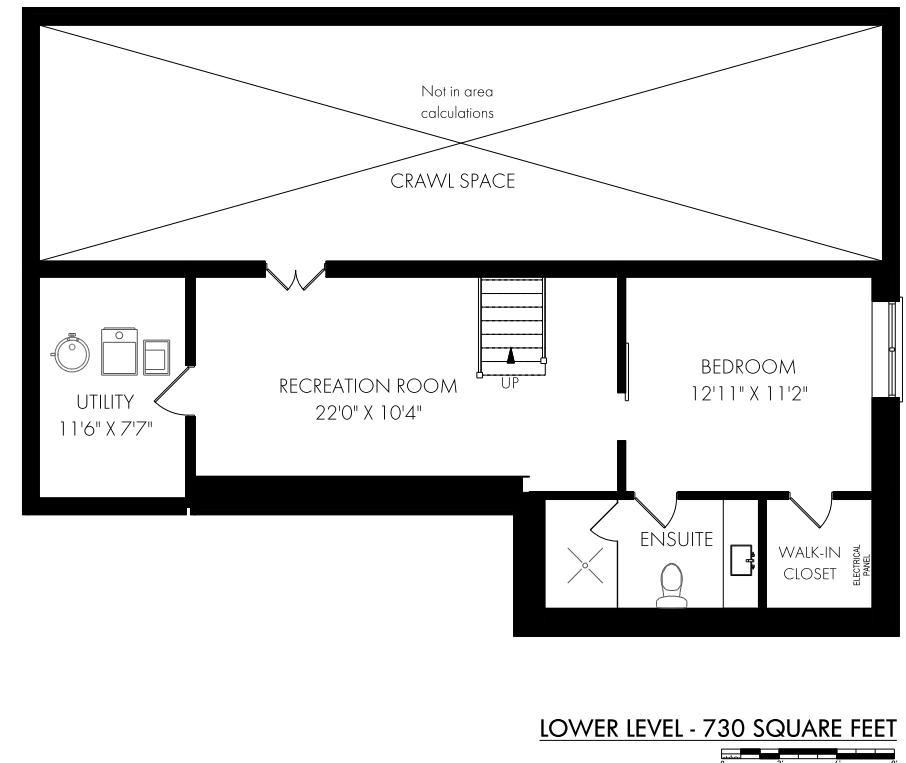 Not in area
calculations
CRAWL SPACE
RECREATION ROOM
22'0" X 10'4"
UP
BEDROOM
12'11" X 11'2"
UTILITY
11'6" X 7'7"
ENSUITE
WALK-IN
CLOSET
ELECTRICAL
PANEL
LOWER LEVEL - 730 SQUARE FEET